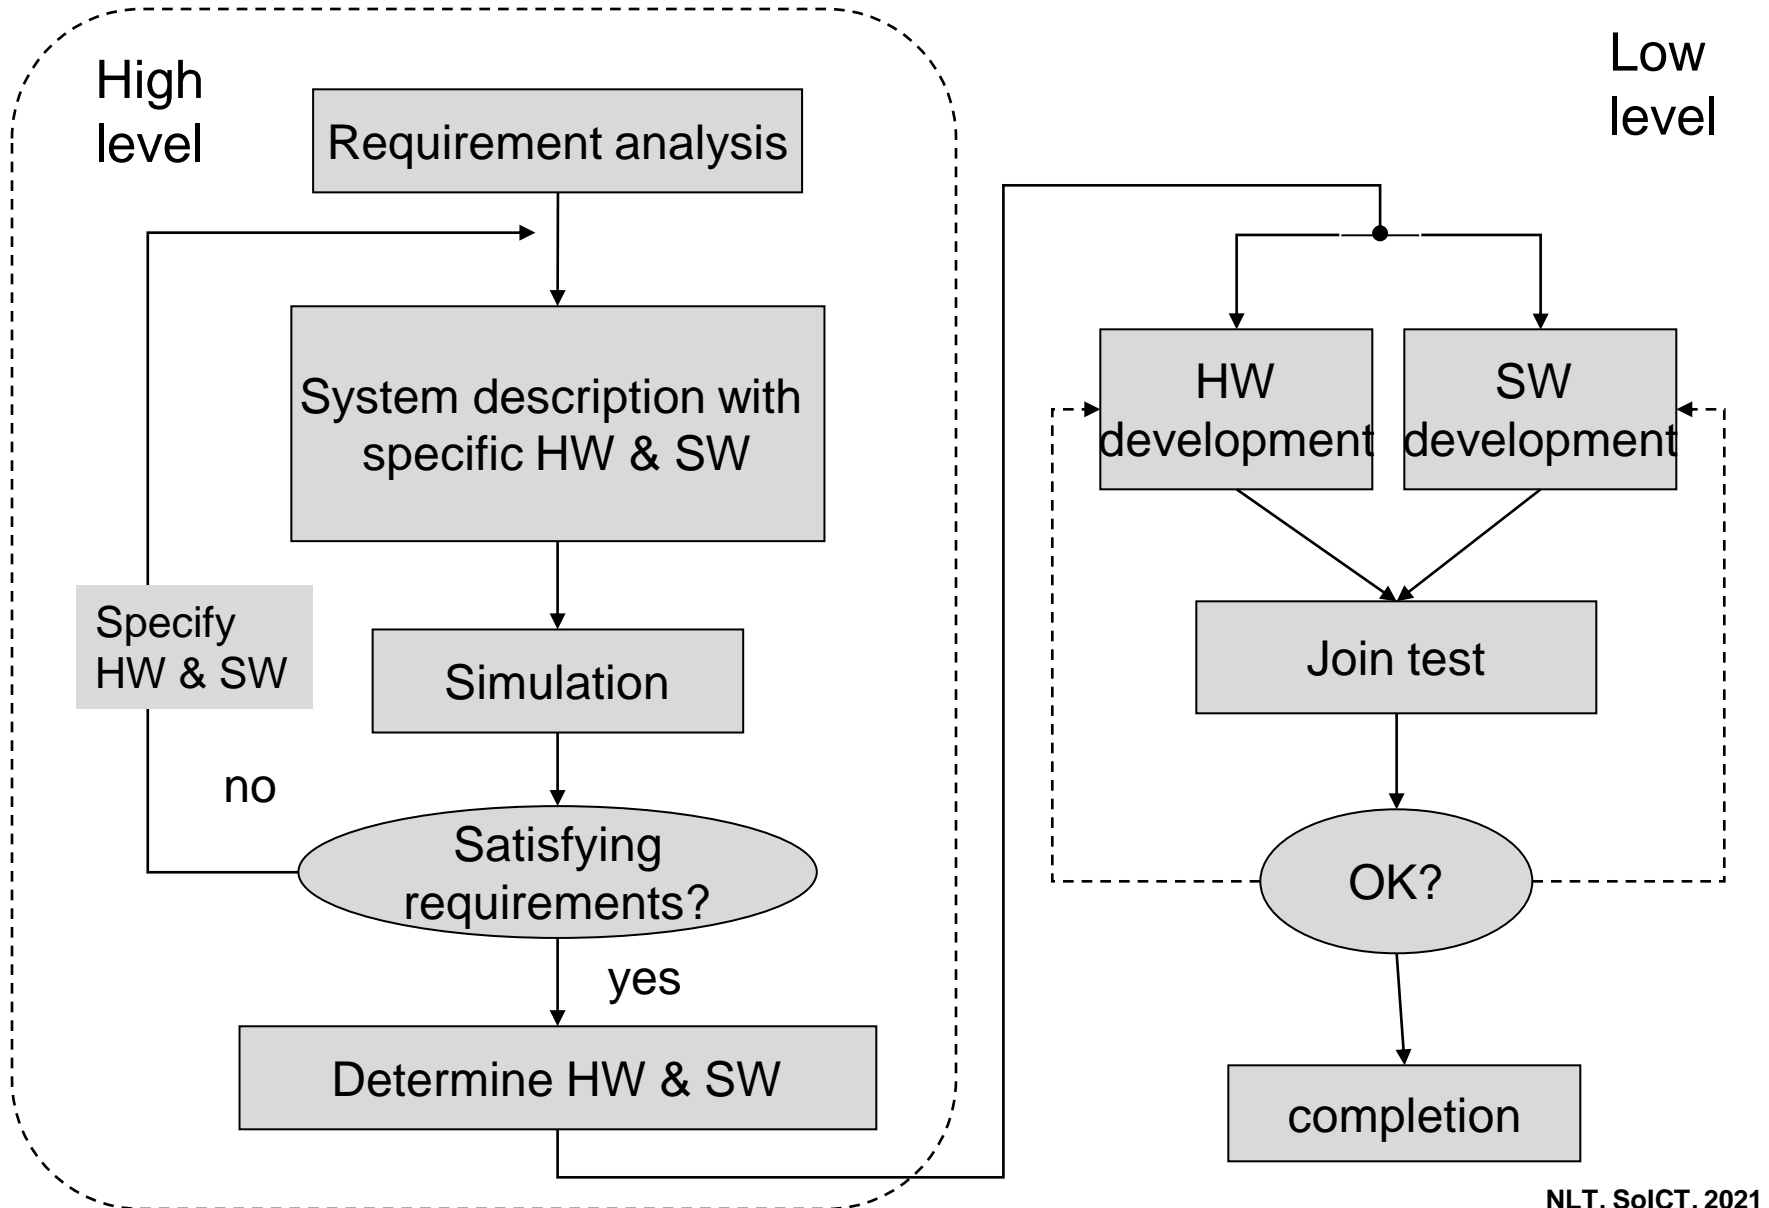 High
level
Requirement analysis
System description with
specific HW & SW
Specify
HW & SW
Simulation
no
Satisfying
requirements?
yes
Determine HW & SW
Low
level
HW
development
SW
development
Join test
OK?
completion
NLT, SoICT, 2021